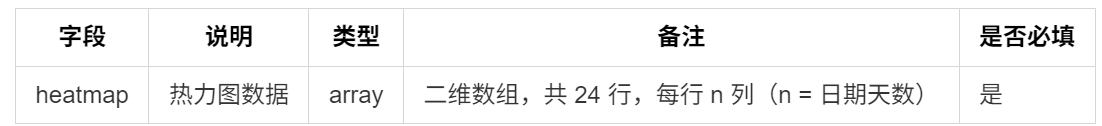 字段 说明 类型 备注 是否必填
heatmap 热力图数据 array 二维数组，共 24 行，每行 n 列（n = 日期天数） 是